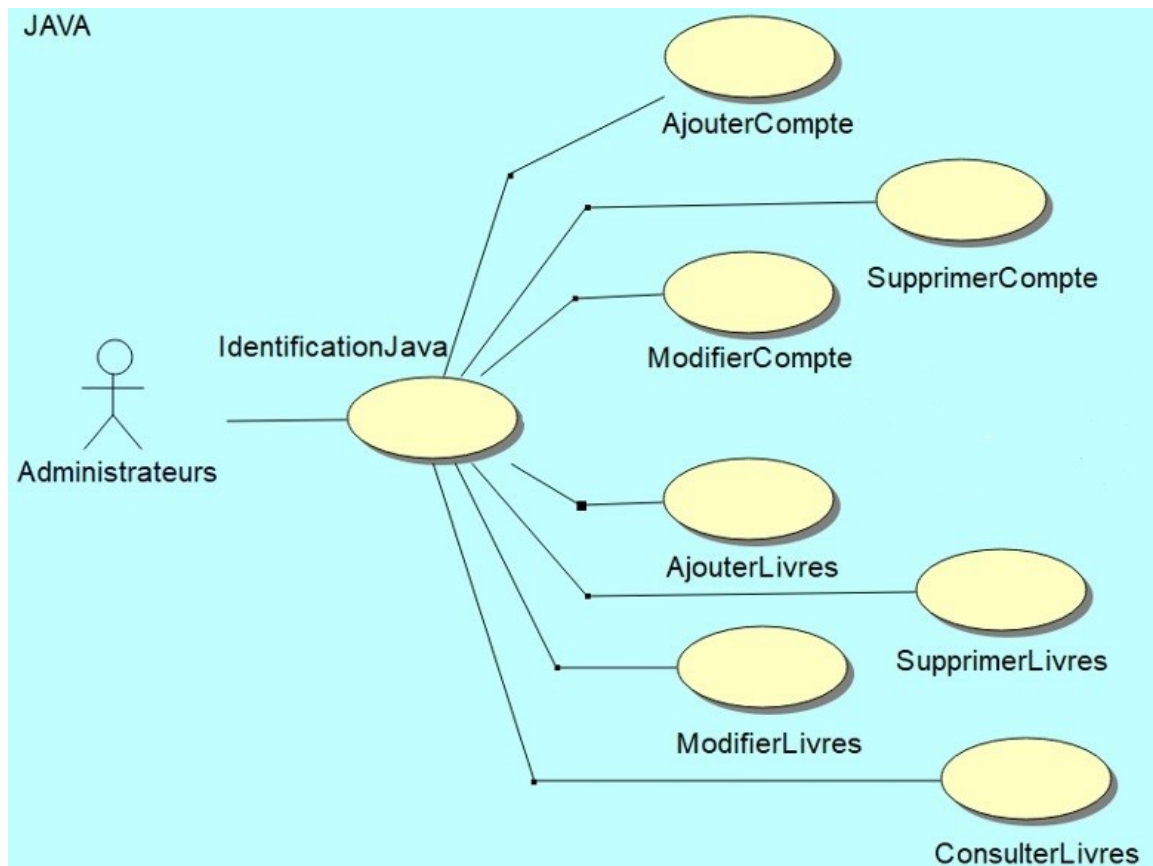 JAVA
AjouterCompte
SupprimerCompte
IdentificationJava
ModifierCompte
Administrateurs
AjouterLivres
SupprimerLivres
ModifierLivres
ConsulterLivres